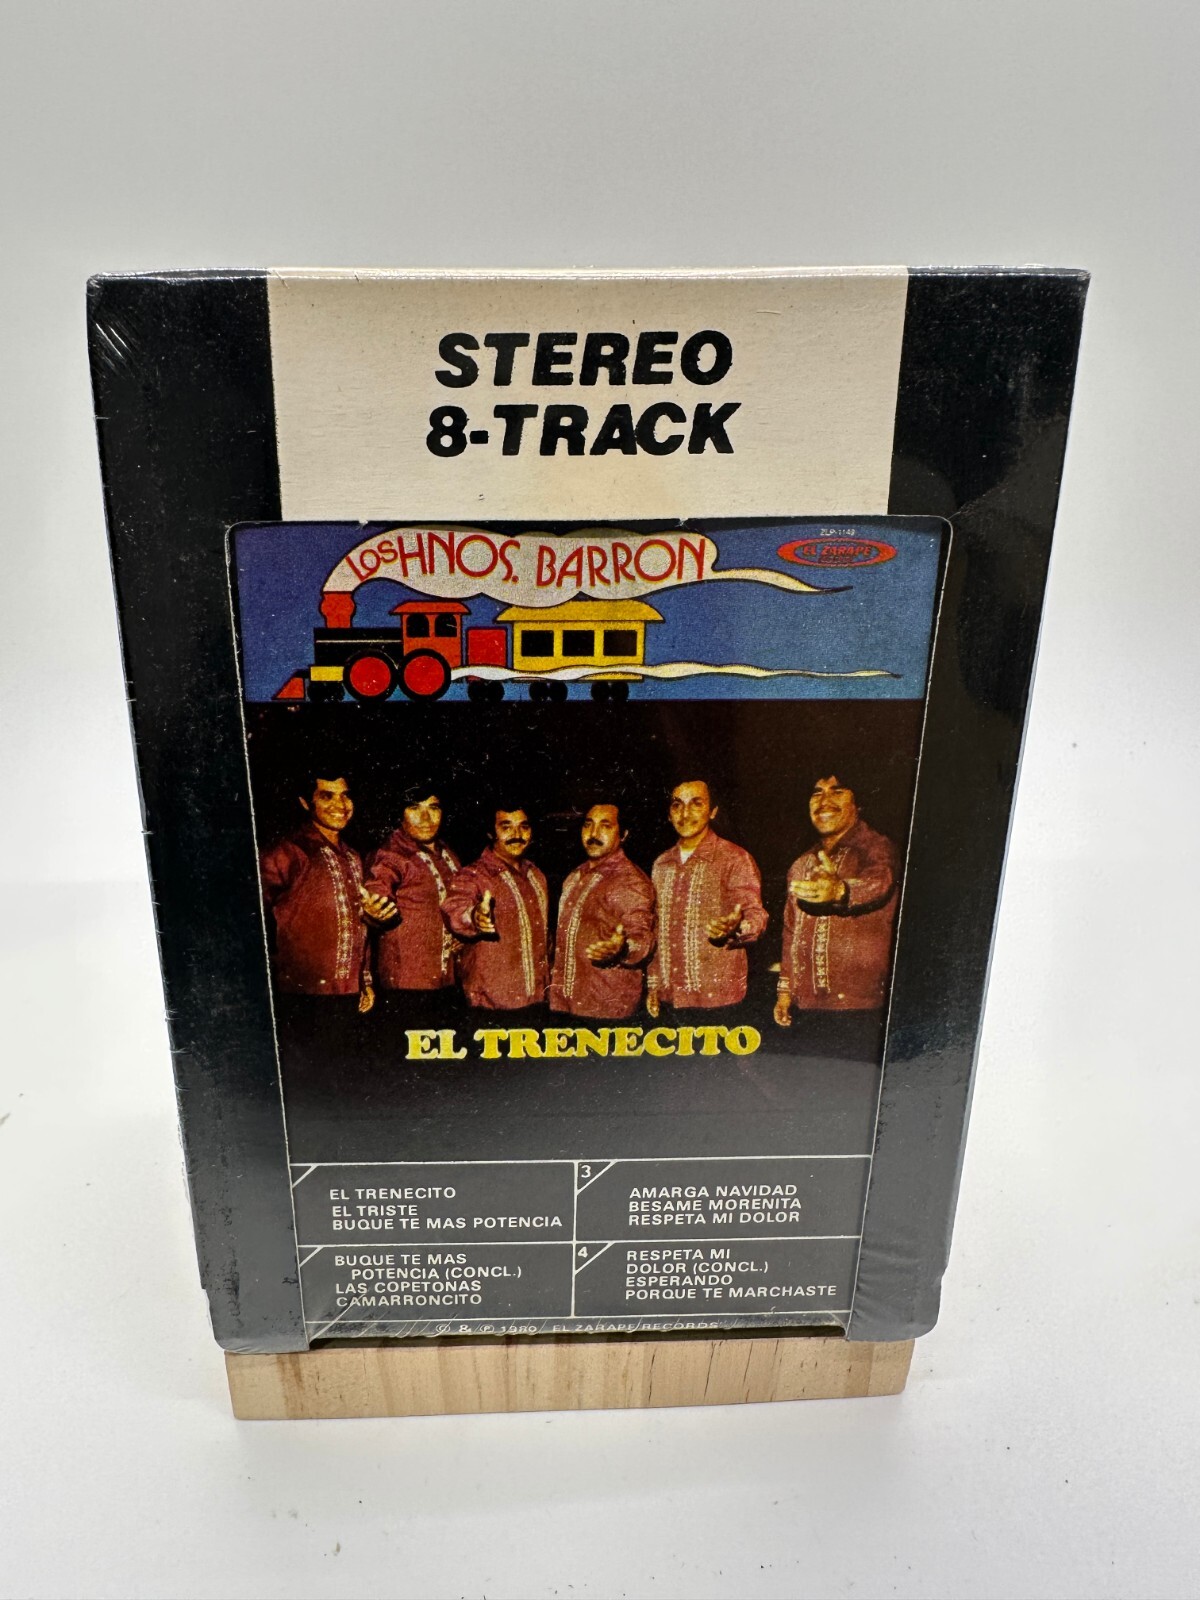 STEREO
8-TRACK
LOS HNOS. BARRON
ZLP-1149
EL ZARAPE
EL TRENECITO
EL TRENECITO
EL TRISTE
BUQUE TE MAS POTENCIA
BUQUE TE MAS
POTENCIA (CONCL.)
LAS COPETONAS
CAMARRONCITO
3
AMARGA NAVIDAD
BESAME MORENITA
RESPETA MI DOLOR
4
RESPETA MI
DOLOR (CONCL.)
ESPERANDO
PORQUE TE MARCHASTE
© & ℗ 1980 EL ZARAPE RECORDS